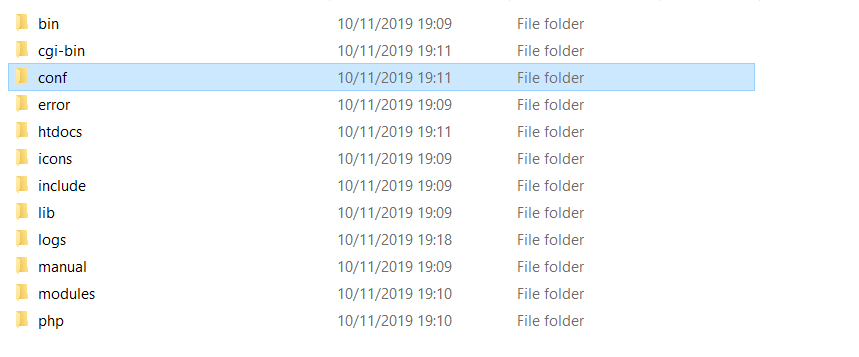 bin 10/11/2019 19:09 File folder
cgi-bin 10/11/2019 19:11 File folder
conf 10/11/2019 19:11 File folder
error 10/11/2019 19:09 File folder
htdocs 10/11/2019 19:11 File folder
icons 10/11/2019 19:09 File folder
include 10/11/2019 19:09 File folder
lib 10/11/2019 19:09 File folder
logs 10/11/2019 19:18 File folder
manual 10/11/2019 19:09 File folder
modules 10/11/2019 19:10 File folder
php 10/11/2019 19:10 File folder